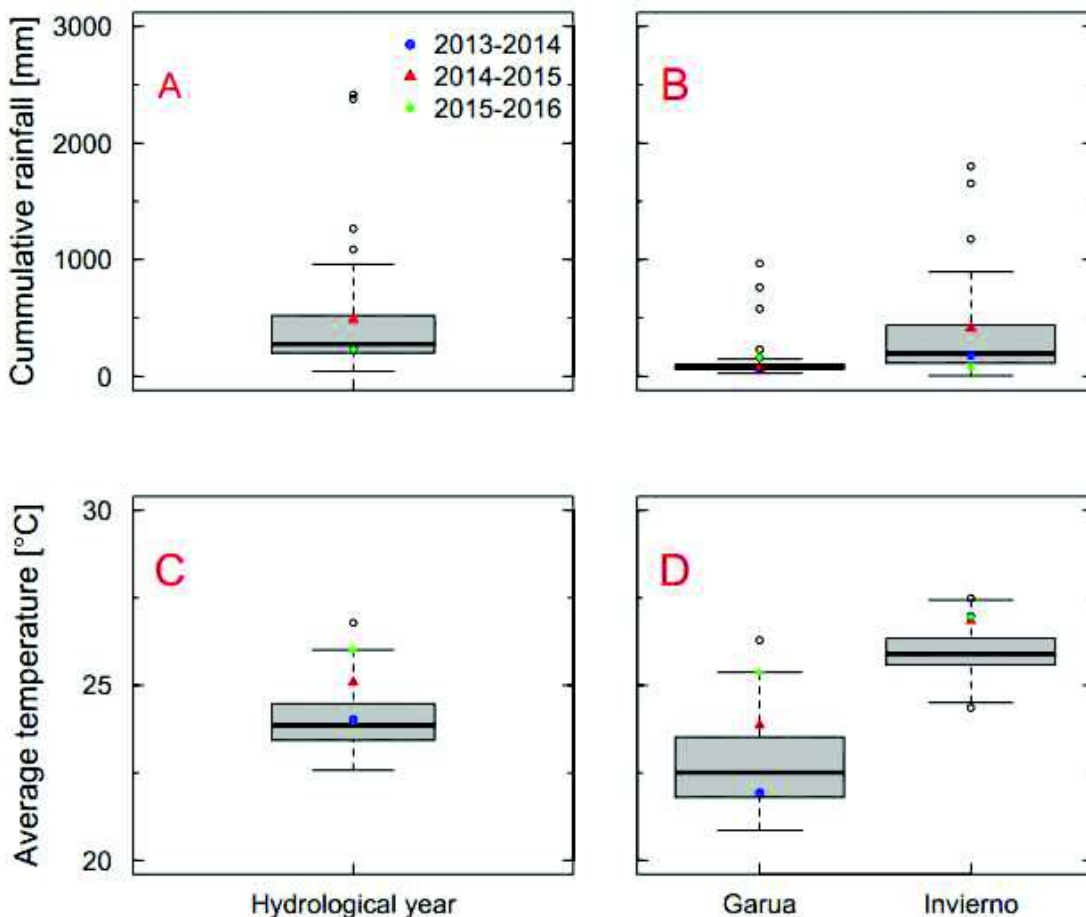 Cummulative rainfall [mm]
3000
2000
1000
0
A
2013-2014
2014-2015
2015-2016
B
Average temperature [°C]
30
25
20
C
D
Hydrological year
Garua
Invierno